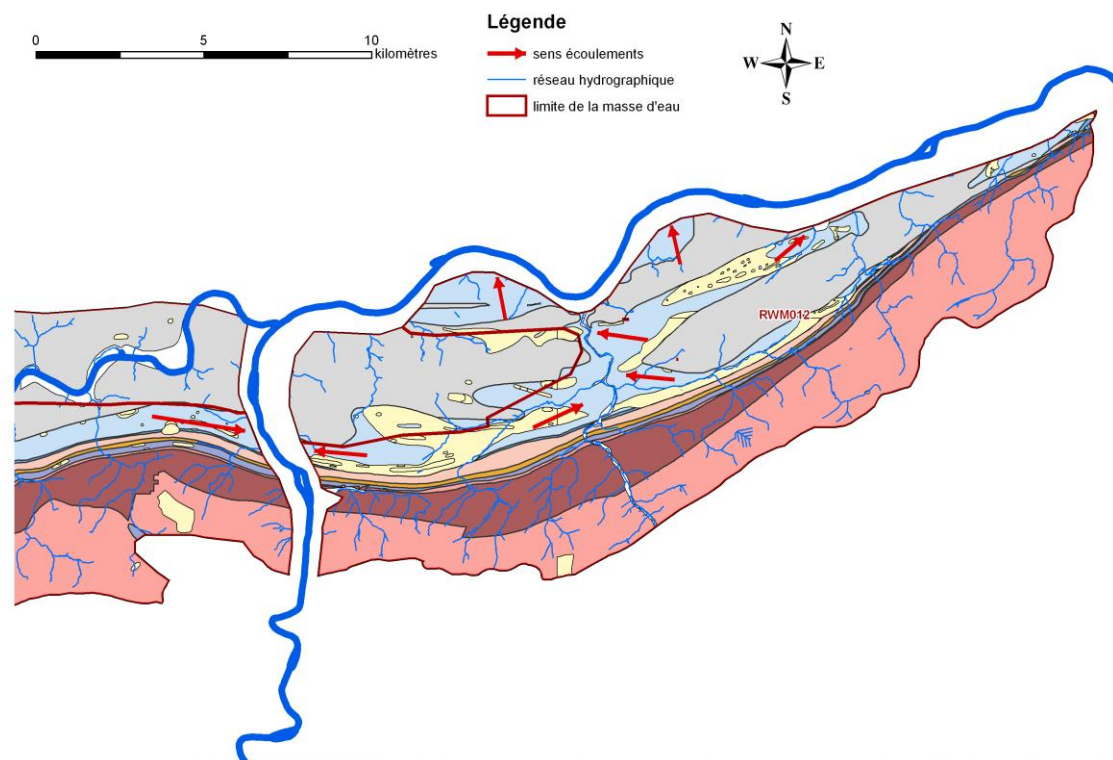 0 5 10
kilomètres
Légende
sens écoulements
réseau hydrographique
limite de la masse d'eau
N
W E
S
RWM012